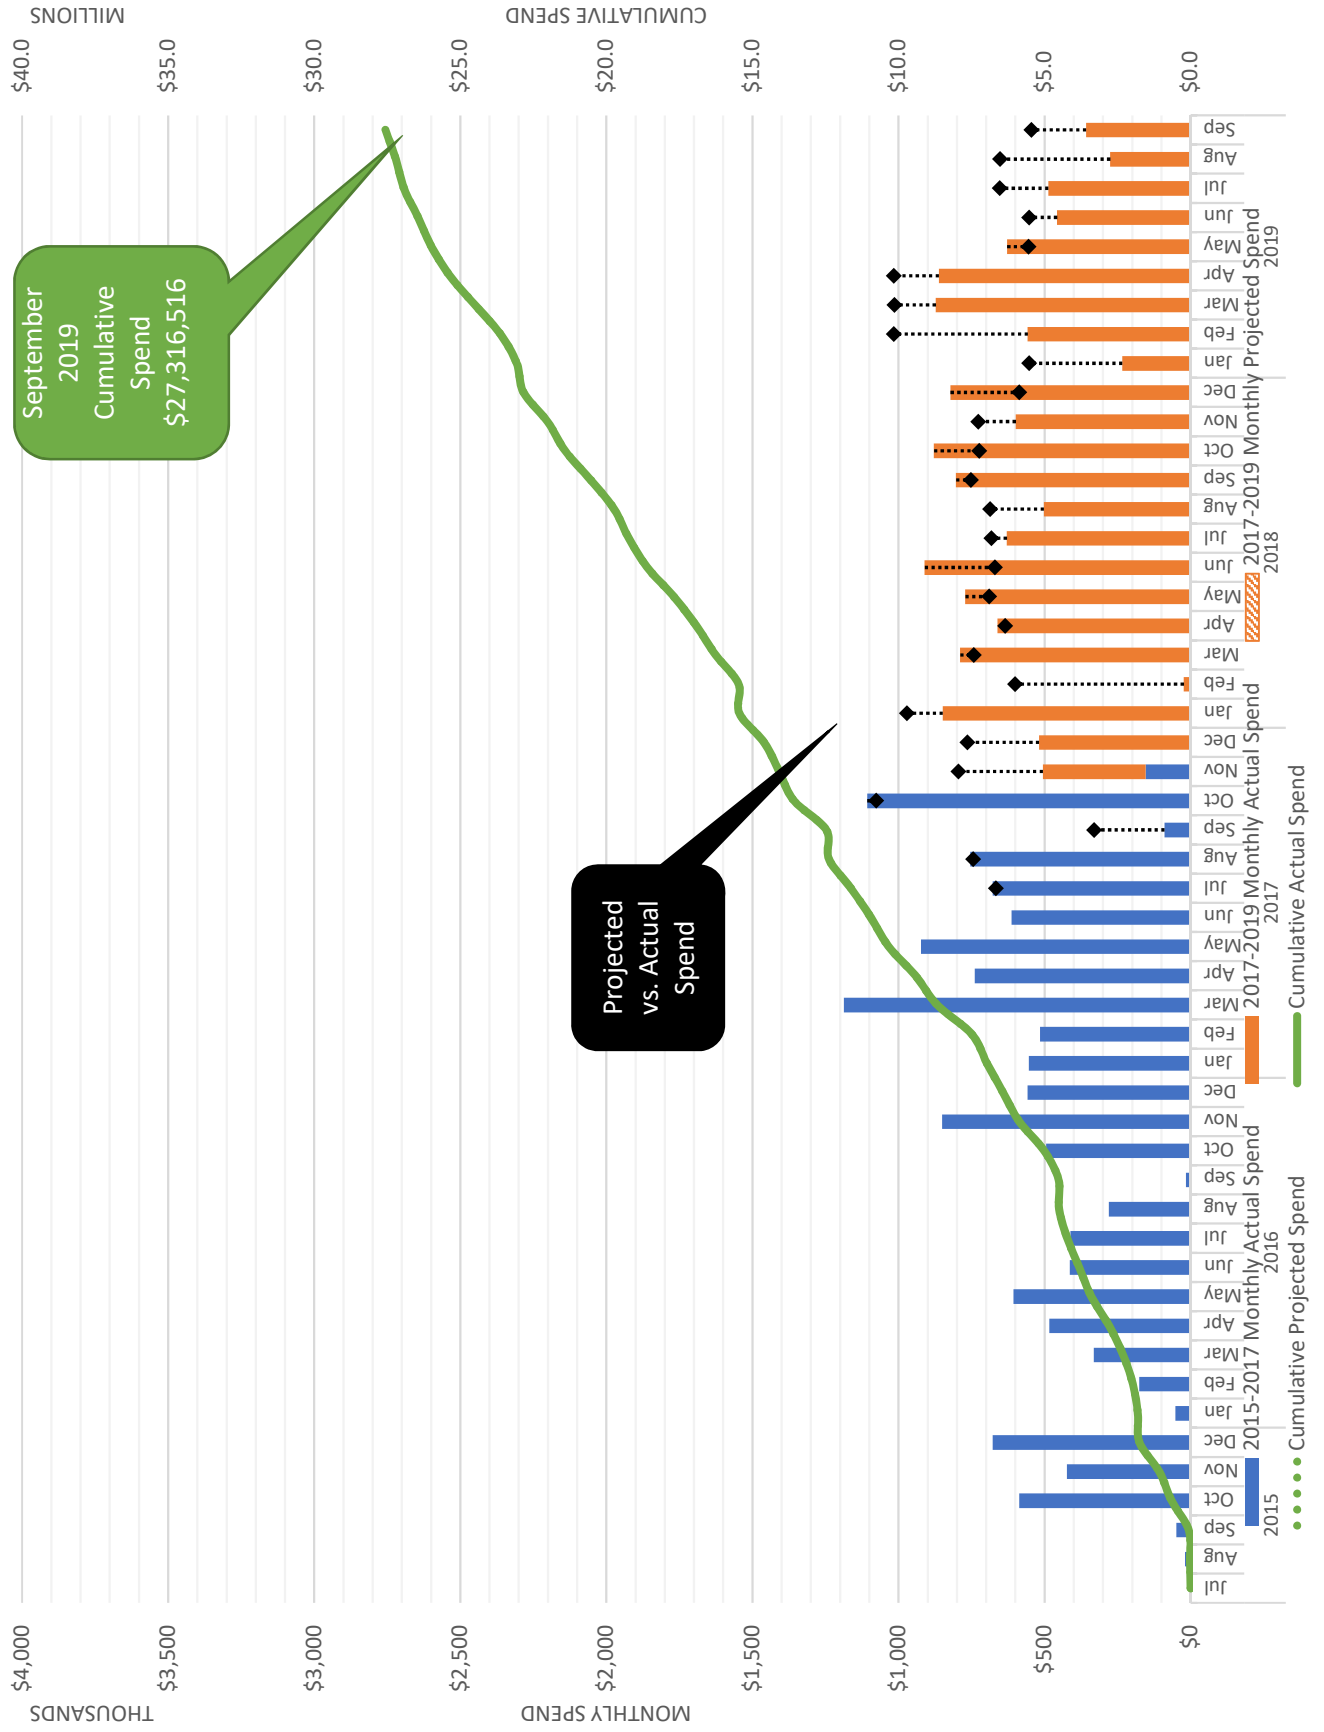 THOUSANDS
MILLIONS
$4,000
$3,500
$3,000
$2,500
$2,000
$1,500
$1,000
$500
$0
MONTHLY SPEND
$40.0
$35.0
$30.0
$25.0
$20.0
$15.0
$10.0
$5.0
$0.0
CUMULATIVE SPEND
September
2019
Cumulative
Spend
$27,316,516
Projected
vs. Actual
Spend
Jul Aug Sep Oct Nov Dec Jan Feb Mar Apr May Jun Jul Aug Sep Oct Nov Dec Jan Feb Mar Apr May Jun Jul Aug Sep Oct Nov Dec Jan Feb Mar Apr May Jun Jul Aug Sep Oct Nov Dec Jan Feb Mar Apr May Jun Jul Aug Sep
2015-2017 Monthly Actual Spend 2017-2019 Monthly Actual Spend 2017-2019 Monthly Projected Spend
2015 2016 2017 2018 2019
Cumulative Projected Spend Cumulative Actual Spend